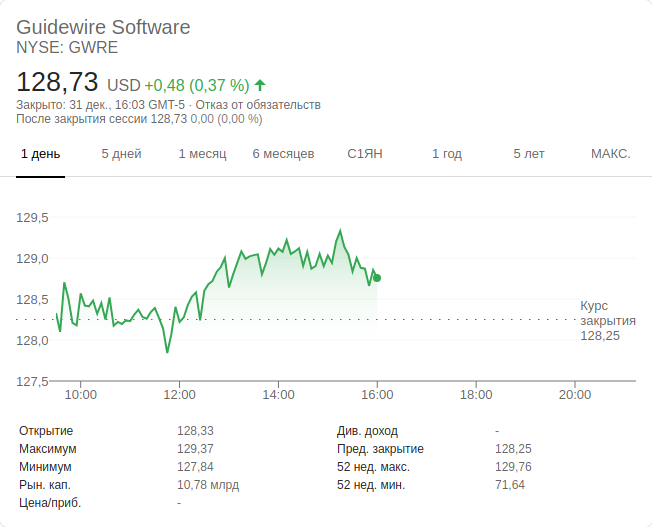 Guidewire Software
NYSE: GWRE
128,73 USD +0,48 (0,37 %)
Закрыто: 31 дек., 16:03 GMT-5 · Отказ от обязательств
После закрытия сессии 128,73 0,00 (0,00 %)
1 день 5 дней 1 месяц 6 месяцев С1ЯН 1 год 5 лет МАКС.
129,5
129,0
128,5
128,0
127,5
Курс
закрытия
128,25
10:00 12:00 14:00 16:00 18:00 20:00
Открытие 128,33 Див. доход -
Максимум 129,37 Пред. закрытие 128,25
Минимум 127,84 52 нед. макс. 129,76
Рын. кап. 10,78 млрд 52 нед. мин. 71,64
Цена/приб. -